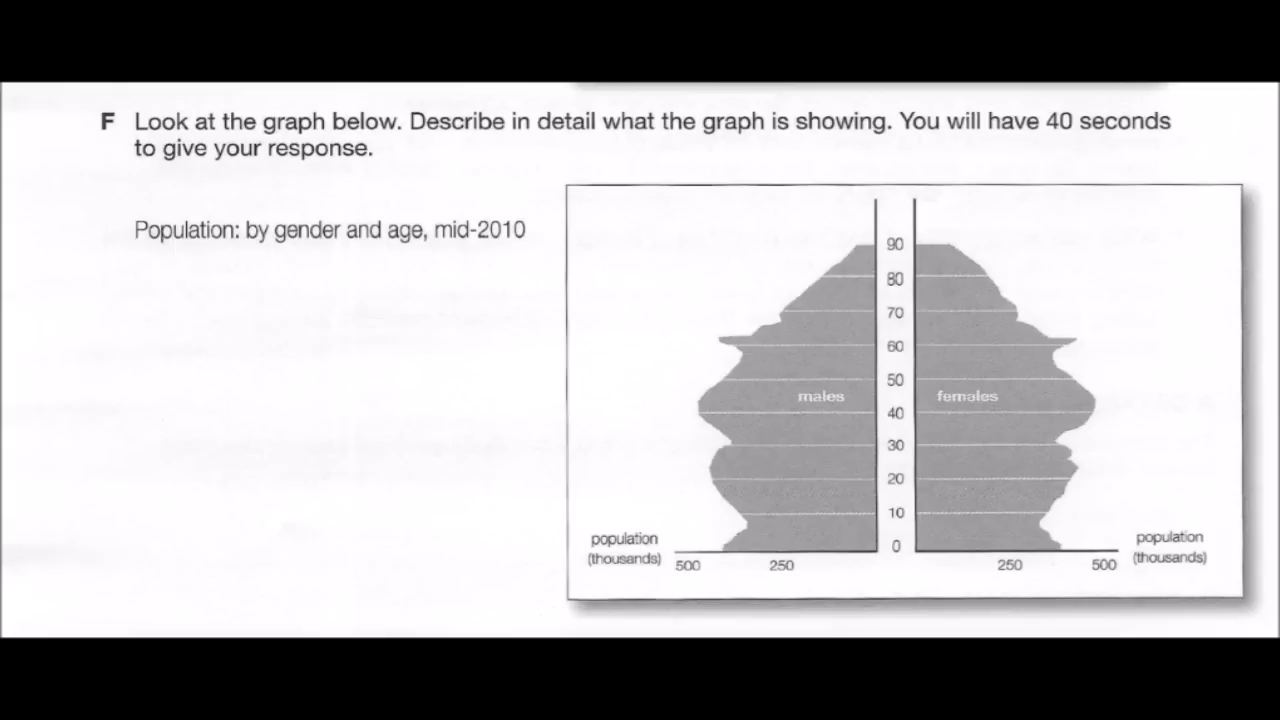 F Look at the graph below. Describe in detail what the graph is showing. You will have 40 seconds
to give your response.
Population: by gender and age, mid-2010
90
80
70
60
50
males
females
40
30
20
10
0
population
(thousands)
500
250
250
500
population
(thousands)